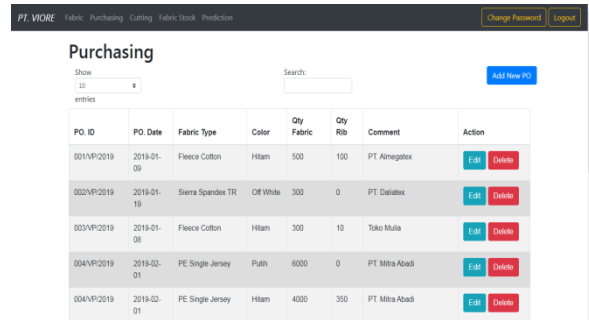 PT. VIORE Fabric Purchasing Cutting Fabric Stock Prediction Change Password Logout
Purchasing
Show Search:
10 Add New PO
entries
PO. ID PO. Date Fabric Type Color Qty Fabric Qty Rib Comment Action
001/VP/2019 2019-01-09 Fleece Cotton Hitam 500 100 PT. Almegatex Edit Delete
002/VP/2019 2019-01-19 Sierra Spandex TR Off White 300 0 PT. Daliatex Edit Delete
003/VP/2019 2019-01-08 Fleece Cotton Hitam 300 10 Toko Mulia Edit Delete
004/VP/2019 2019-02-01 PE Single Jersey Putih 6000 0 PT. Mitra Abadi Edit Delete
004/VP/2019 2019-02-01 PE Single Jersey Hitam 4000 350 PT. Mitra Abadi Edit Delete